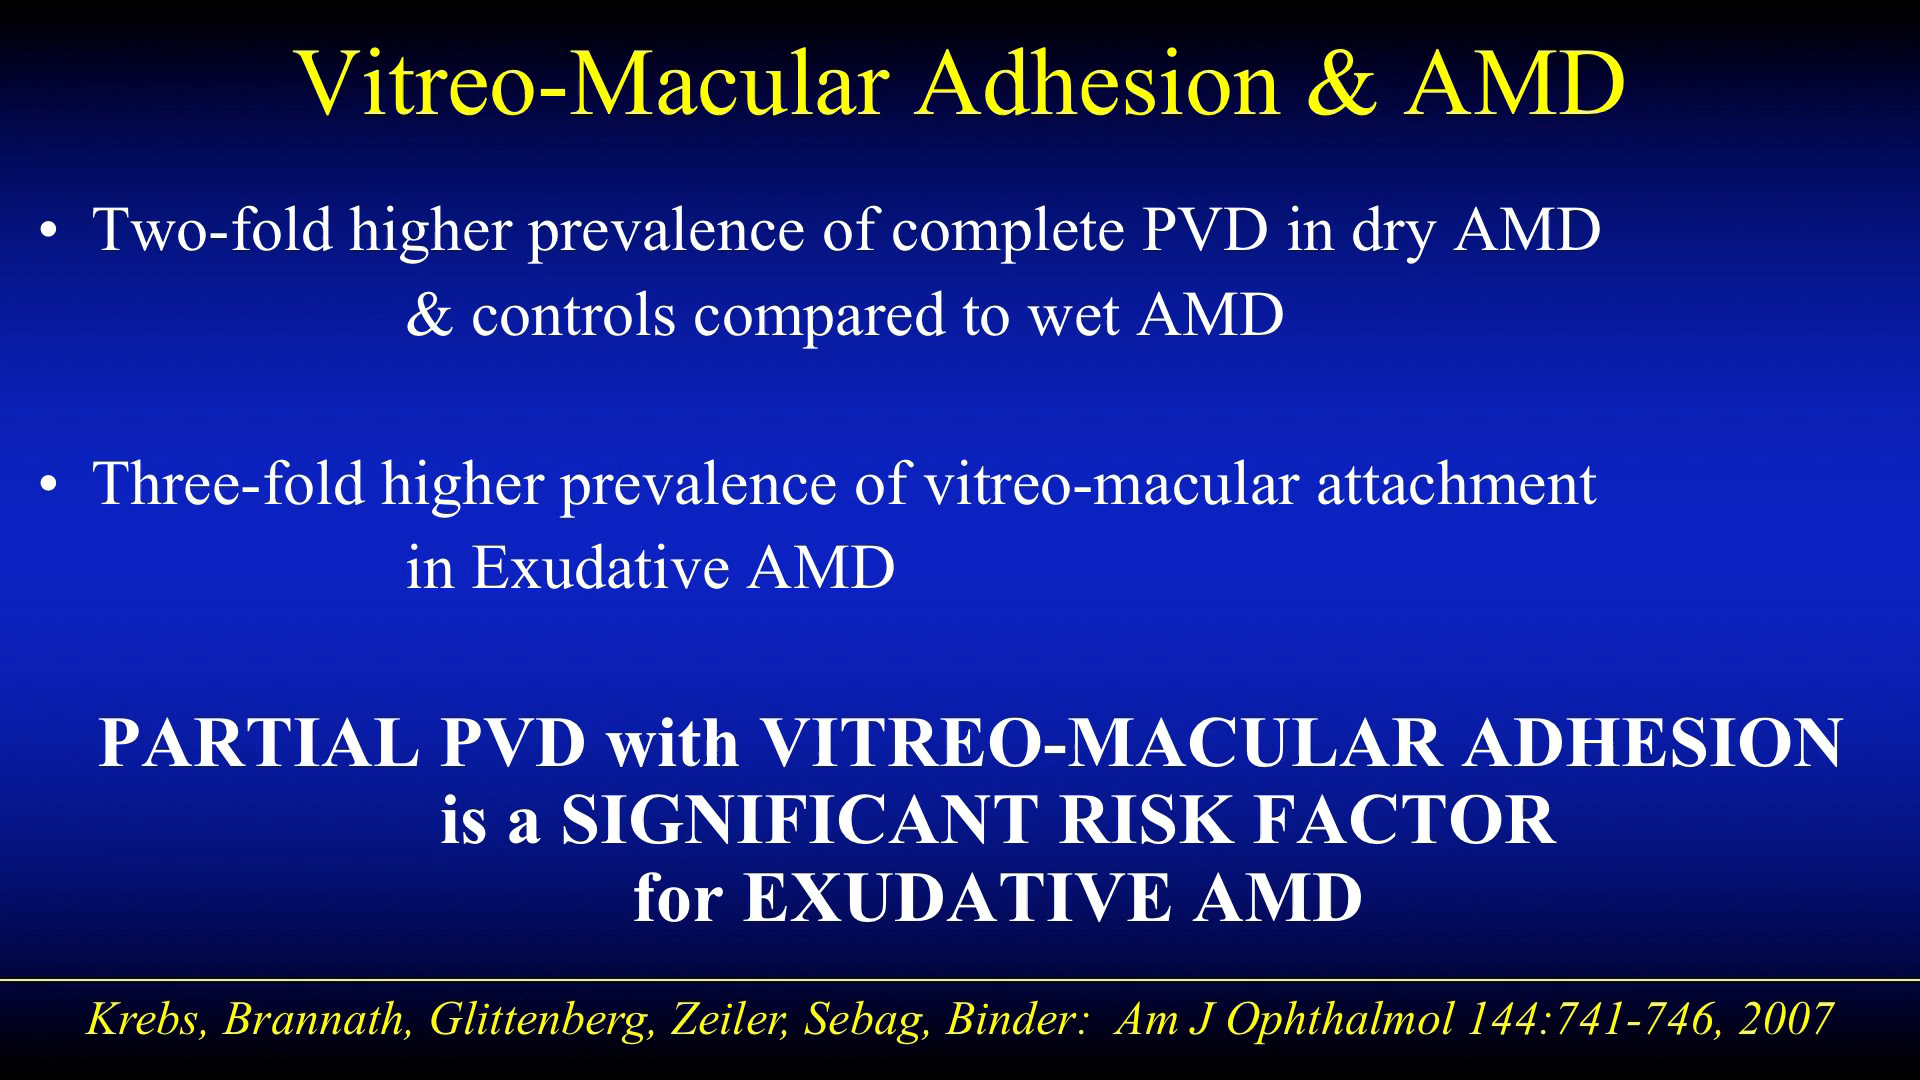 Vitreo-Macular Adhesion & AMD
• Two-fold higher prevalence of complete PVD in dry AMD
& controls compared to wet AMD
• Three-fold higher prevalence of vitreo-macular attachment
in Exudative AMD
PARTIAL PVD with VITREO-MACULAR ADHESION
is a SIGNIFICANT RISK FACTOR
for EXUDATIVE AMD
Krebs, Brannath, Glittenberg, Zeiler, Sebag, Binder: Am J Ophthalmol 144:741-746, 2007